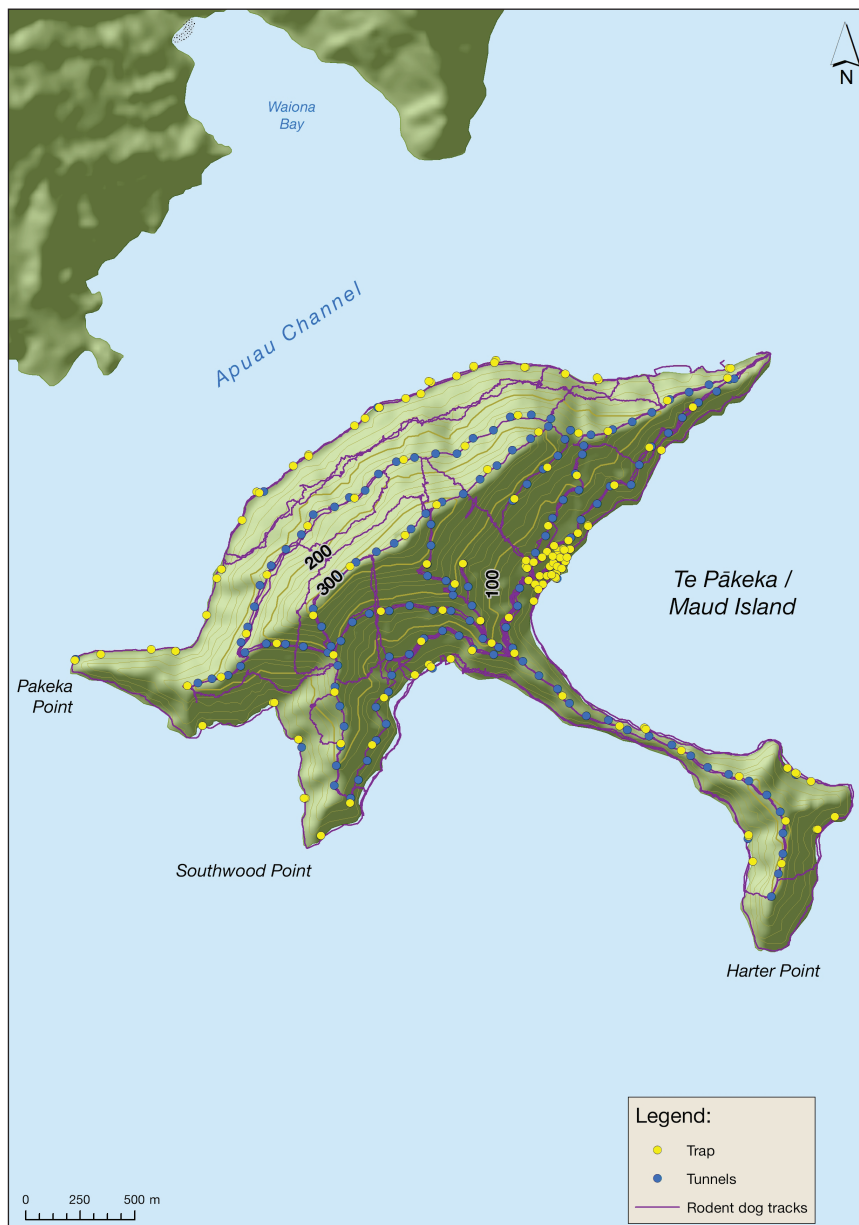 N
Waiona
Bay
Apuau Channel
200
300
100
Te Pākeka /
Maud Island
Pakeka
Point
Southwood Point
Harter Point
Legend:
Trap
Tunnels
Rodent dog tracks
0 250 500 m